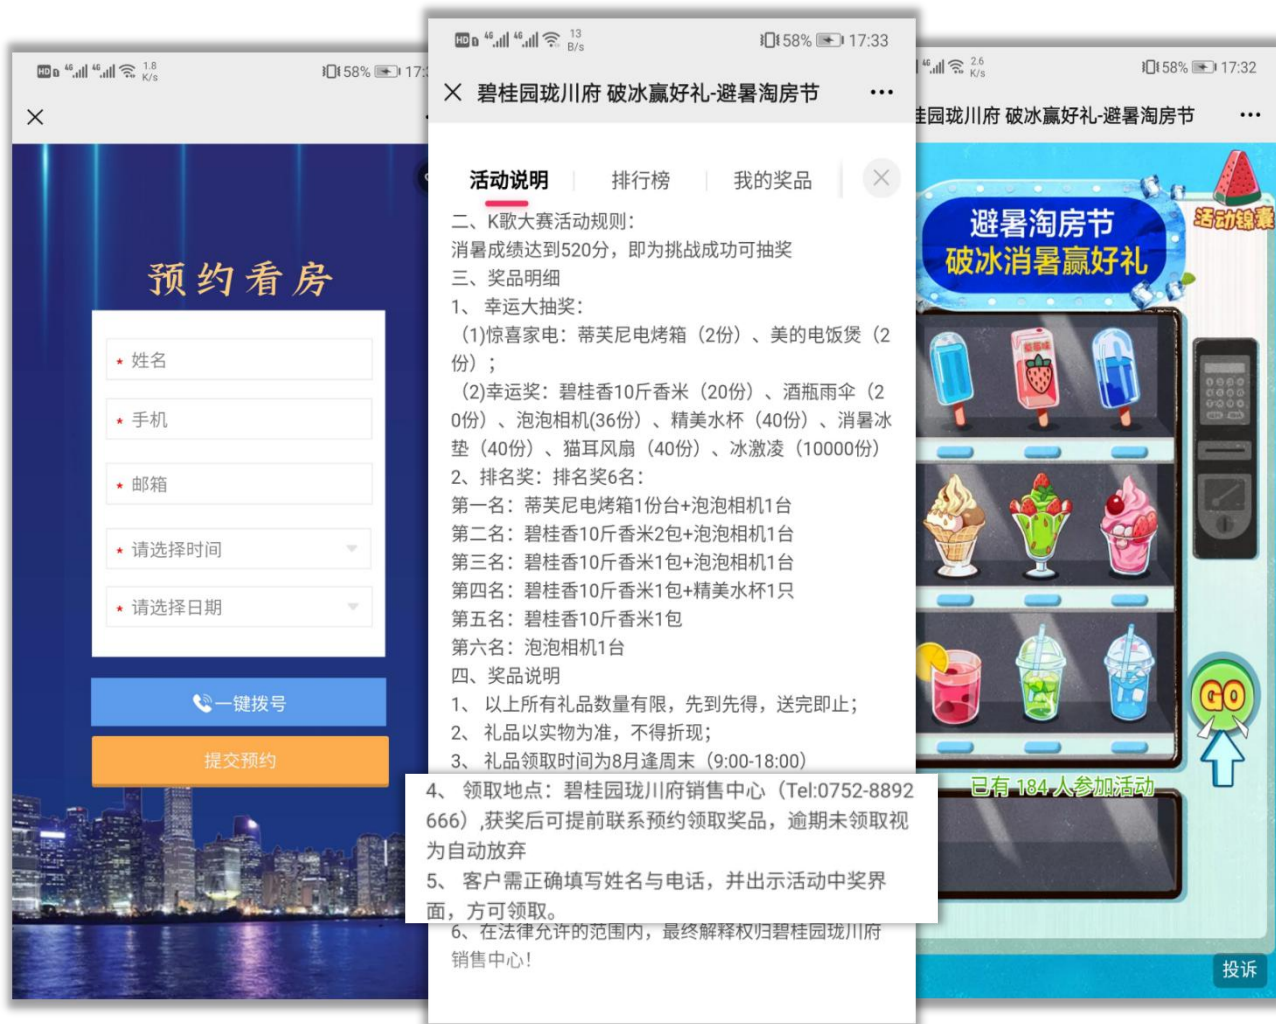 1.8
K/s
58%
17:3
预约看房
* 姓名
* 手机
* 邮箱
* 请选择时间
* 请选择日期
一键拨号
提交预约
HD 4G 4G 13
B/s
58% 17:33
碧桂园珑川府 破冰赢好礼-避暑淘房节
活动说明 排行榜 我的奖品
二、K歌大赛活动规则：
消暑成绩达到520分，即为挑战成功可抽奖
三、奖品明细
1、 幸运大抽奖：
（1)惊喜家电：蒂芙尼电烤箱（2份）、美的电饭煲（2
份）；
（2)幸运奖：碧桂香10斤香米（20份）、酒瓶雨伞（2
0份）、泡泡相机(36份）、精美水杯（40份）、消暑冰
垫（40份）、猫耳风扇（40份）、冰激凌（10000份）
2、排名奖：排名奖6名：
第一名：蒂芙尼电烤箱1份台+泡泡相机1台
第二名：碧桂香10斤香米2包+泡泡相机1台
第三名：碧桂香10斤香米1包+泡泡相机1台
第四名：碧桂香10斤香米1包+精美水杯1只
第五名：碧桂香10斤香米1包
第六名：泡泡相机1台
四、奖品说明
1、 以上所有礼品数量有限，先到先得，送完即止；
2、 礼品以实物为准，不得折现；
3、 礼品领取时间为8月逢周末（9:00-18:00）
4、 领取地点：碧桂园珑川府销售中心（Tel:0752-8892
666）,获奖后可提前联系预约领取奖品，逾期未领取视
为自动放弃
5、 客户需正确填写姓名与电话，并出示活动中奖界
面，方可领取。
6、在法律允许的范围内，最终解释权归碧桂园珑川府
销售中心！
4G 2.6
K/s
58% 17:32
桂园珑川府 破冰赢好礼-避暑淘房节
活动锦囊
避暑淘房节
破冰消暑赢好礼
GO
已有 184 人参加活动
投诉